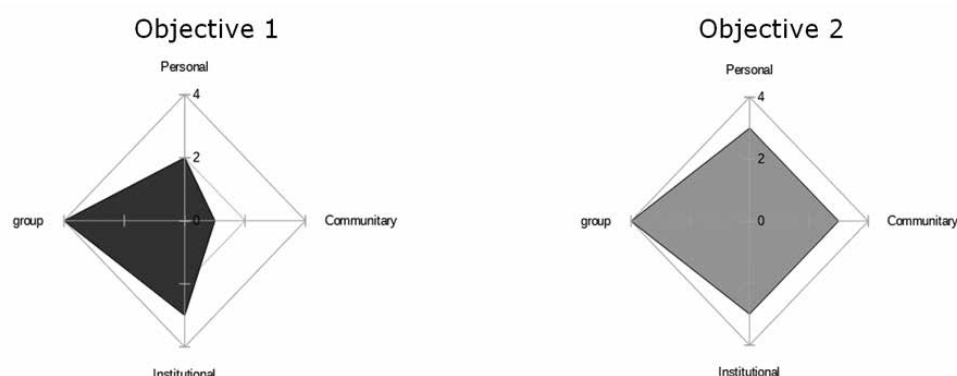 Objective 1
Personal
4
2
0
group
Communitary
Institutional
Objective 2
Personal
4
2
0
group
Communitary
Institutional